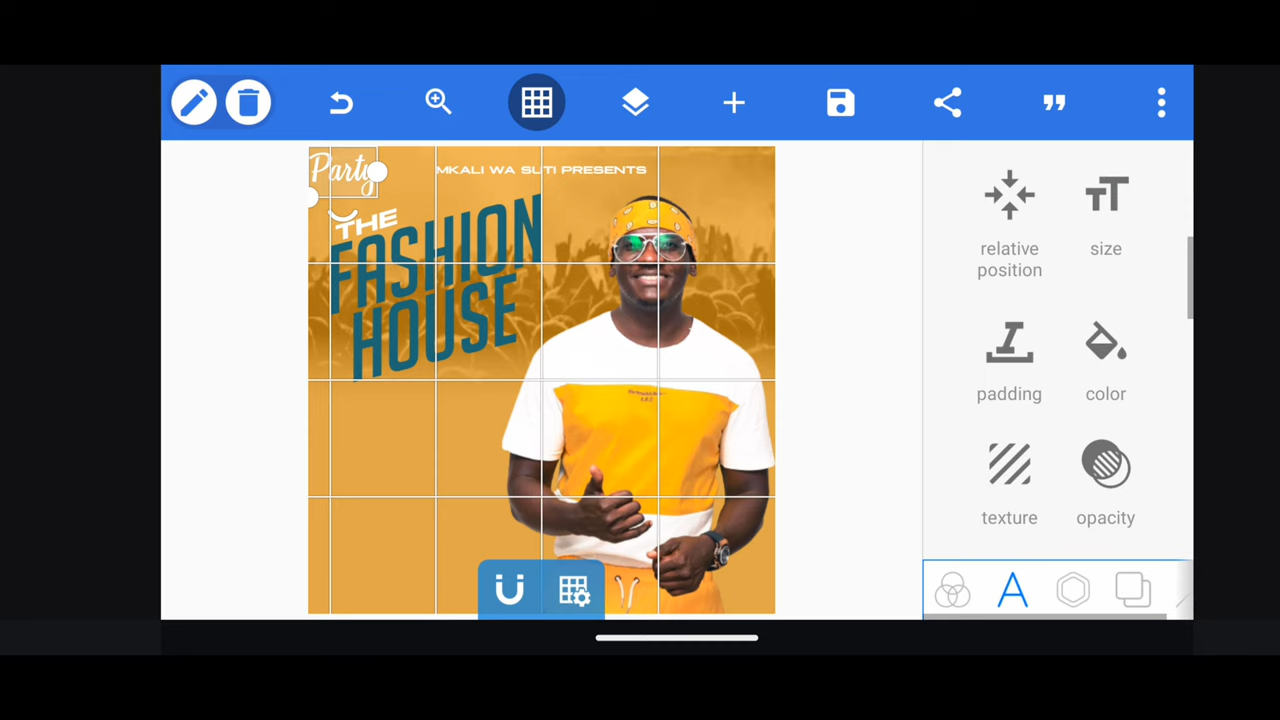 Party
MKALI WA SUTI PRESENTS
THE
FASHION
HOUSE
relative
position
size
padding
color
texture
opacity